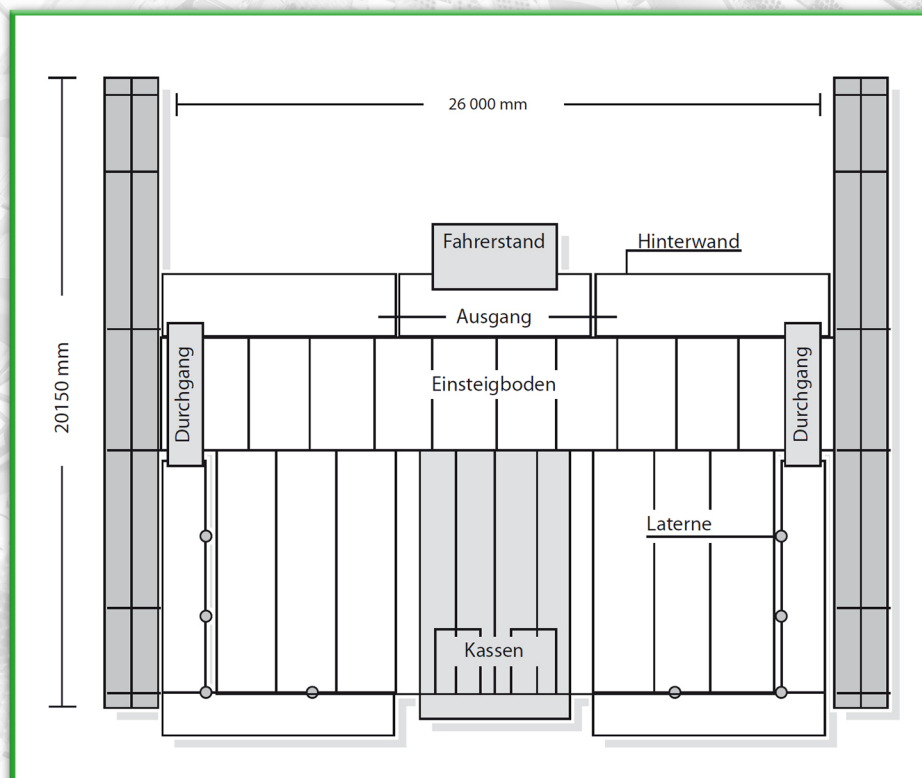 26 000 mm
Fahrerstand
Hinterwand
Ausgang
20150 mm
Durchgang
Einsteigboden
Durchgang
Laterne
Kassen